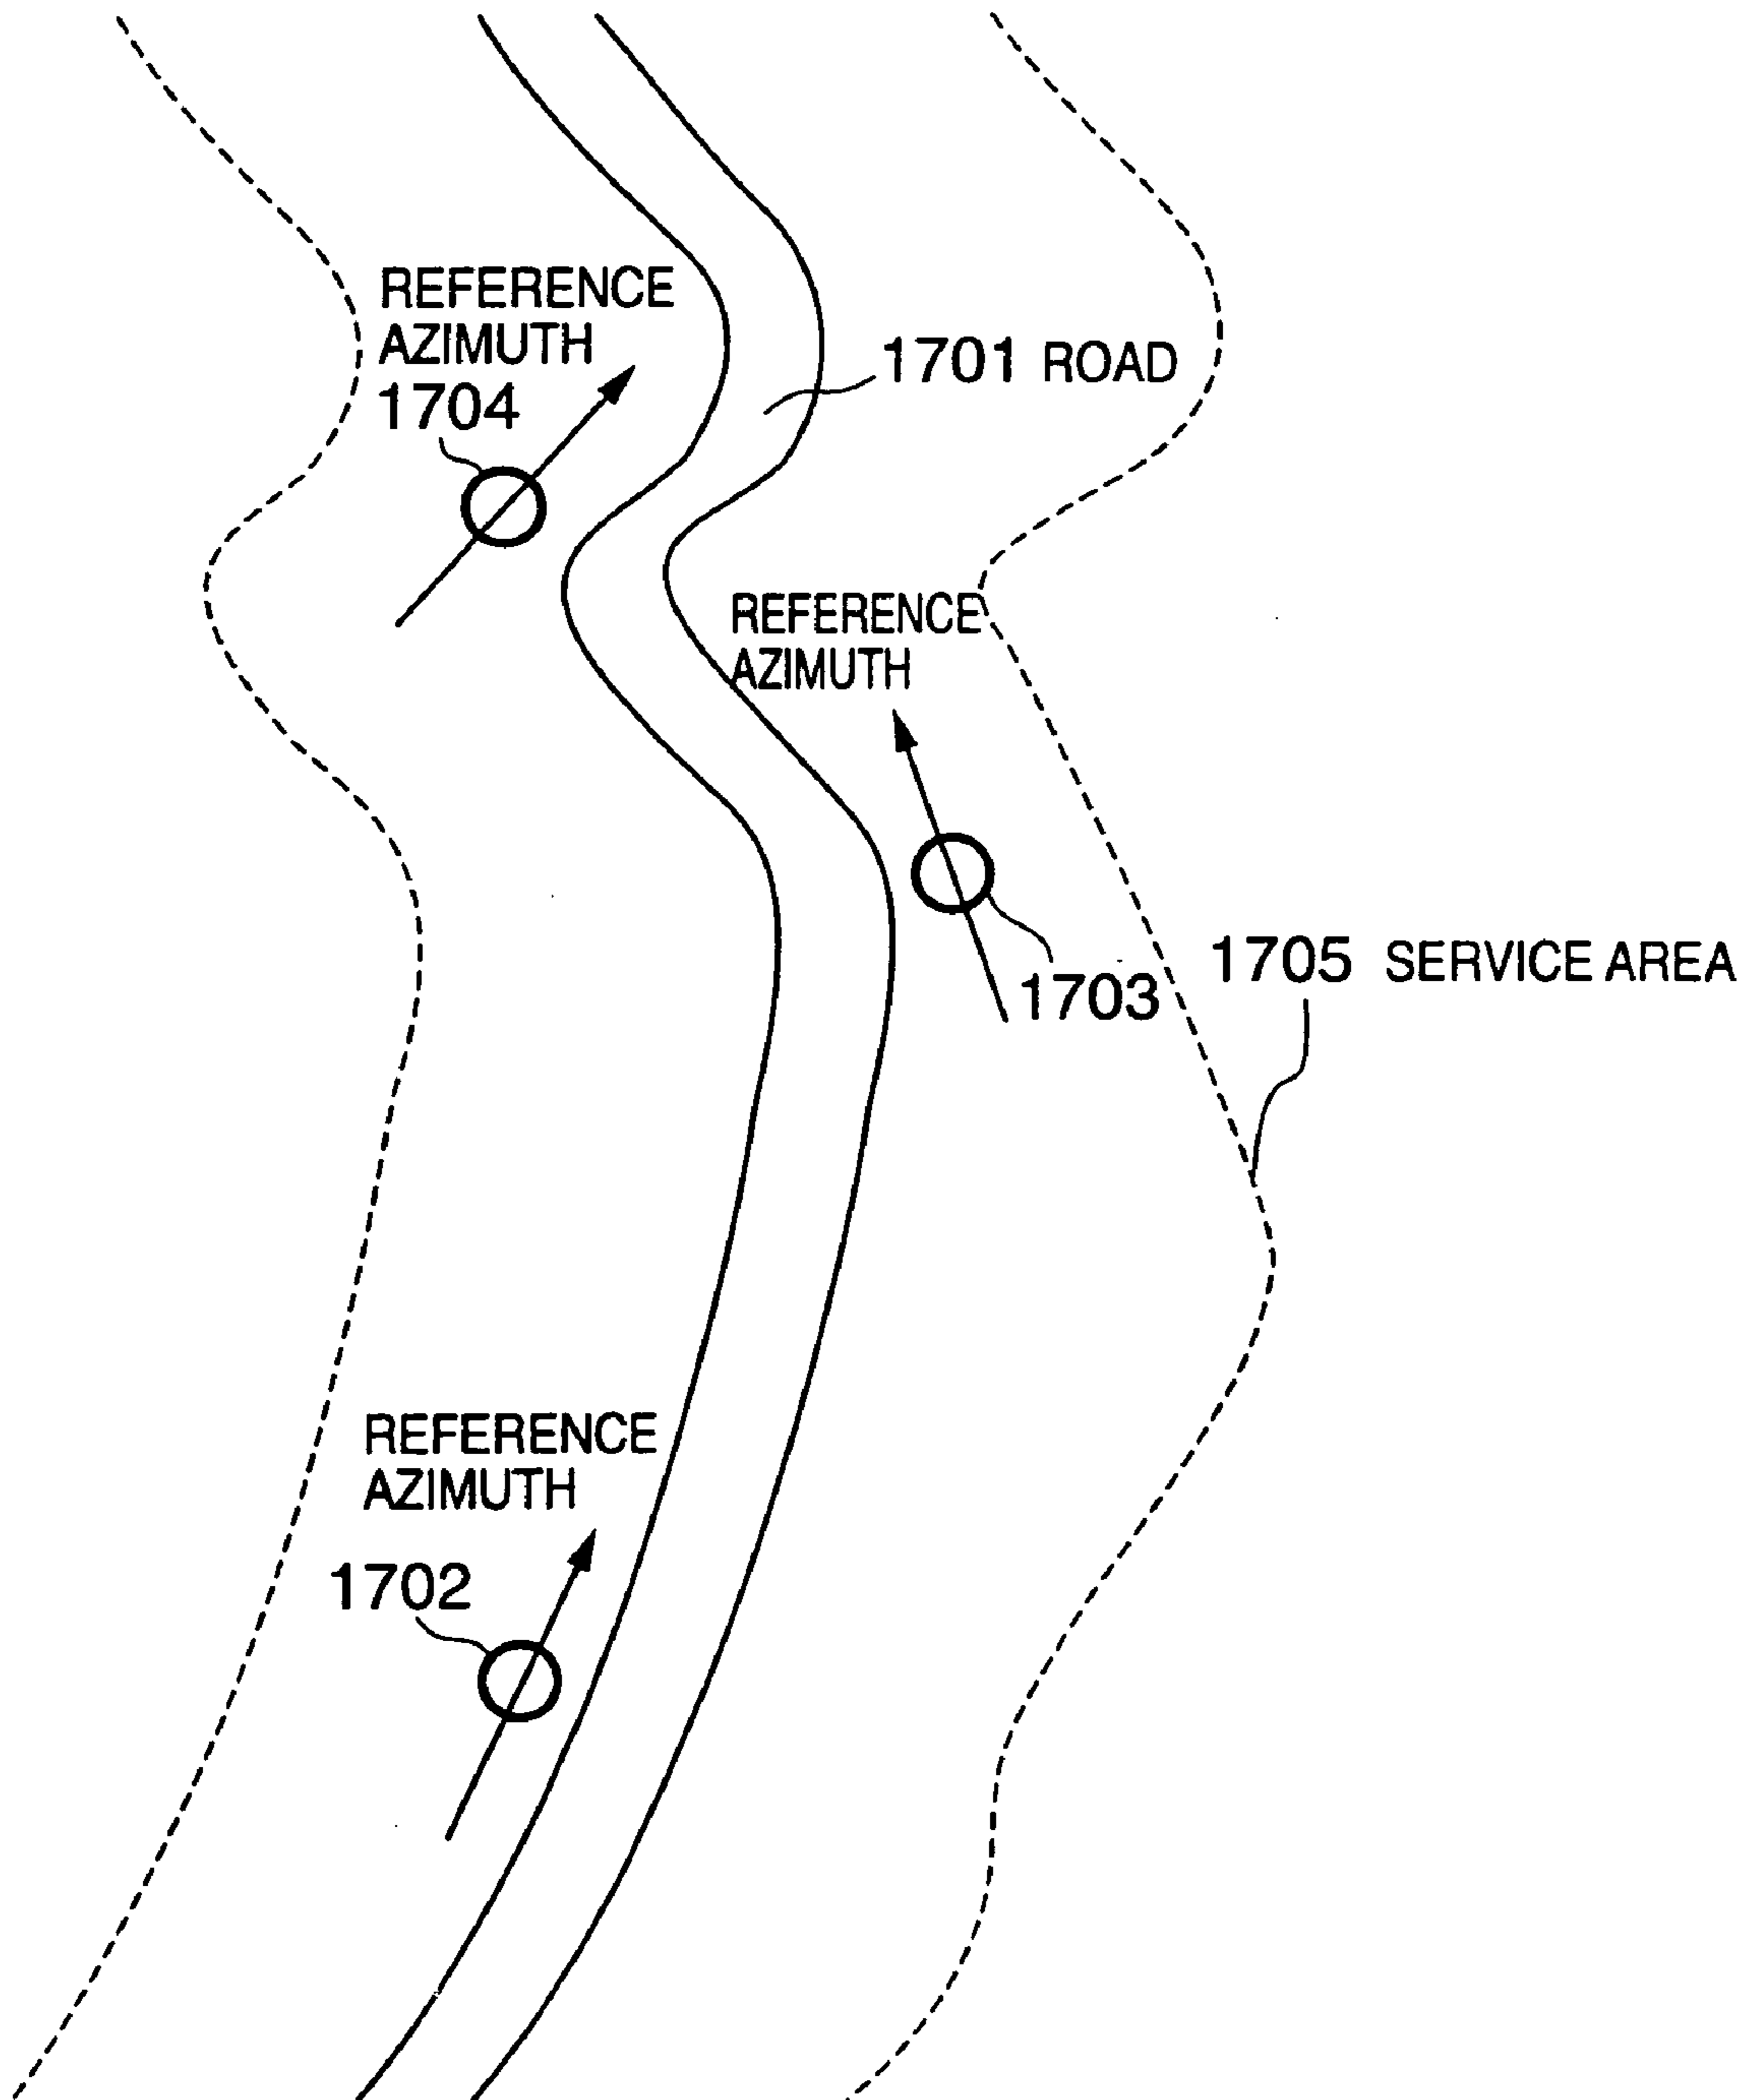 REFERENCE
AZIMUTH
1704
1701 ROAD
REFERENCE
AZIMUTH
1703
1705 SERVICE AREA
REFERENCE
AZIMUTH
1702